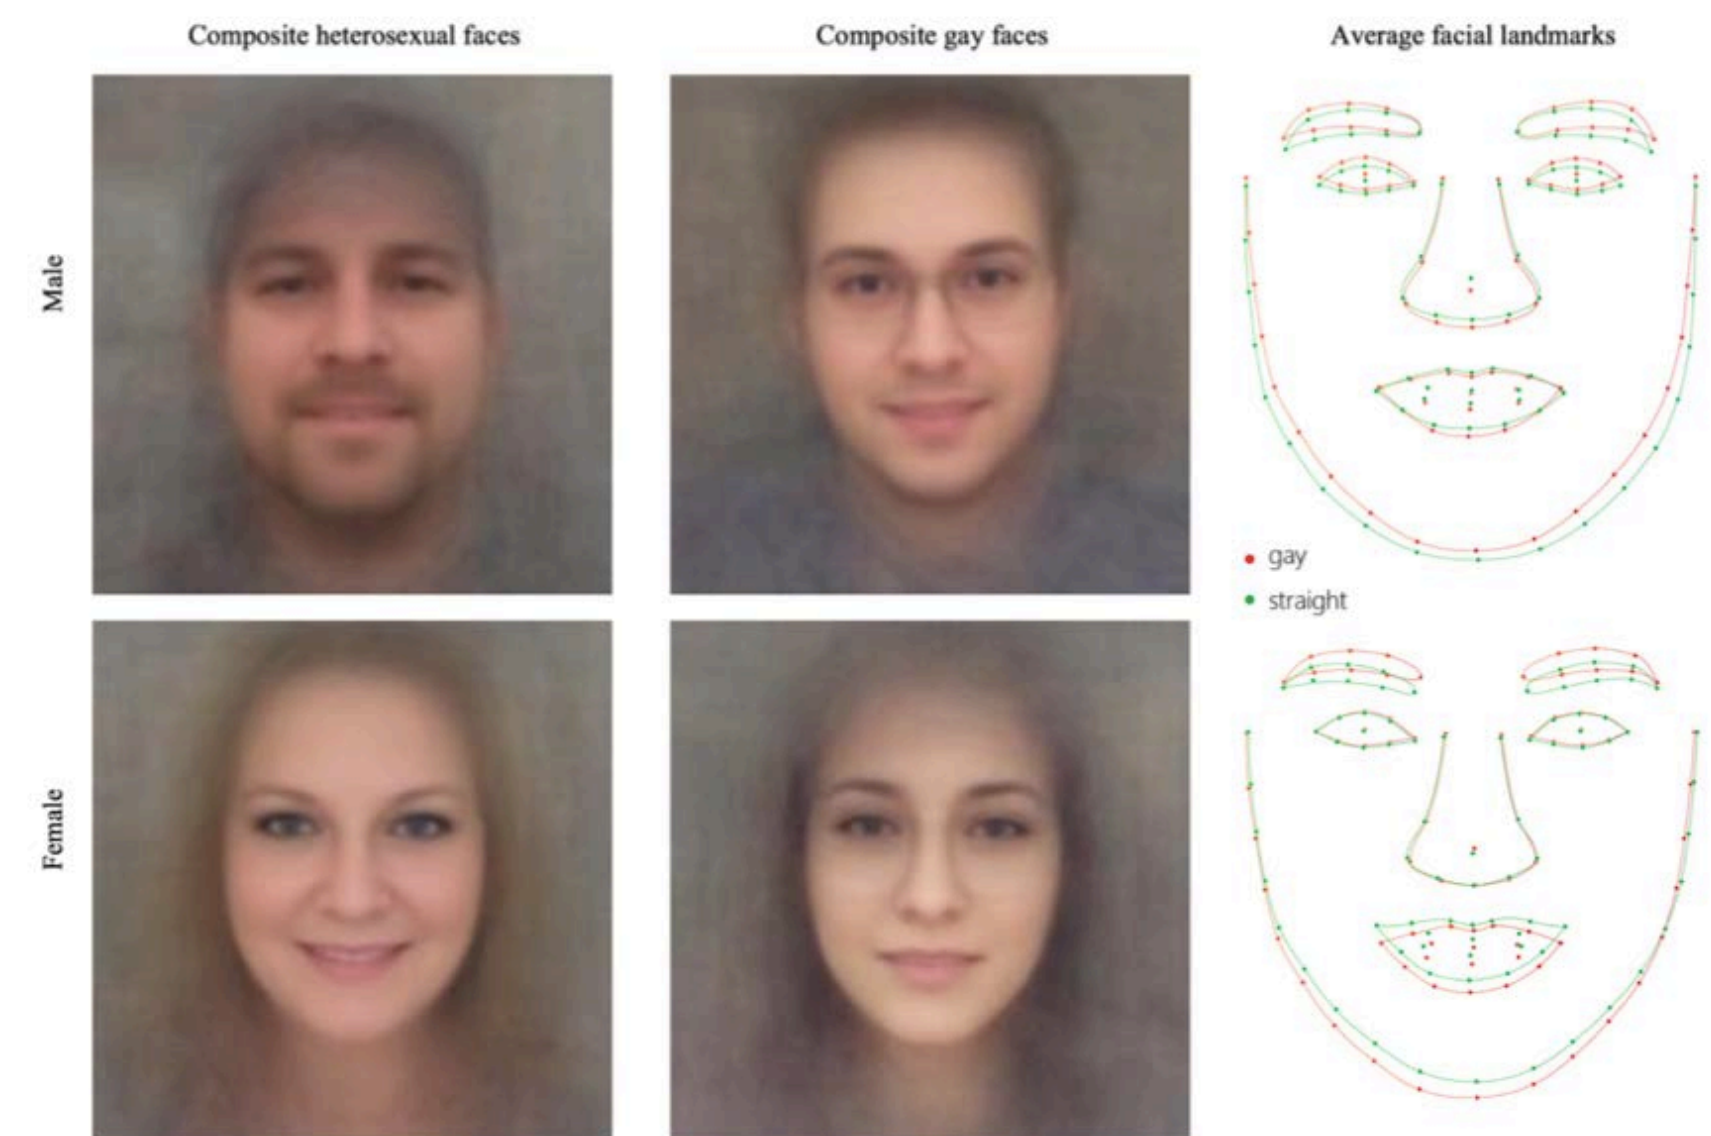 Composite heterosexual faces
Composite gay faces
Average facial landmarks
Male
gay
straight
Female